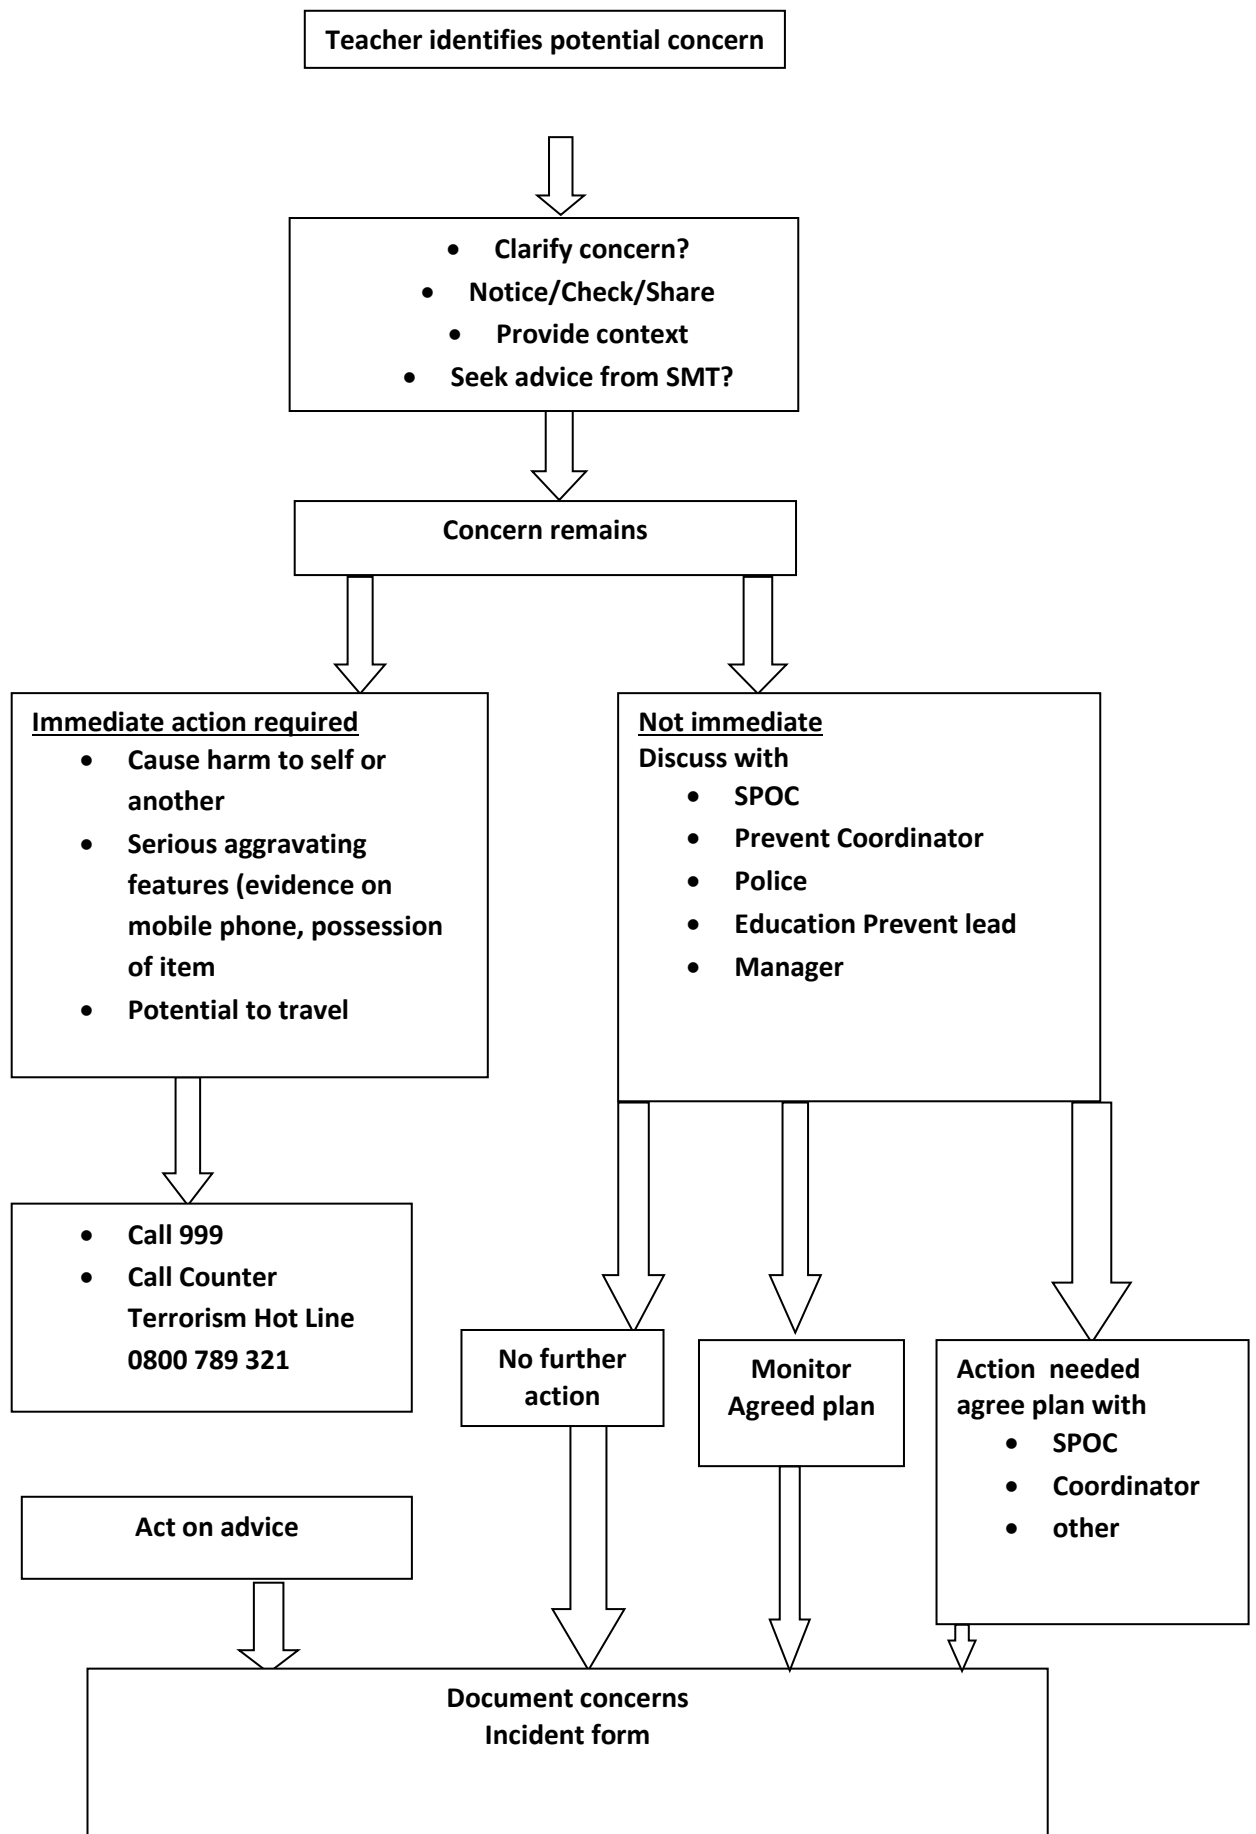 Teacher identifies potential concern
• Clarify concern?
• Notice/Check/Share
• Provide context
• Seek advice from SMT?
Concern remains
Immediate action required
• Cause harm to self or
another
• Serious aggravating
features (evidence on
mobile phone, possession
of item
• Potential to travel
Not immediate
Discuss with
• SPOC
• Prevent Coordinator
• Police
• Education Prevent lead
• Manager
• Call 999
• Call Counter
Terrorism Hot Line
0800 789 321
No further
action
Monitor
Agreed plan
Action  needed
agree plan with
• SPOC
• Coordinator
• other
Act on advice
Document concerns
Incident form